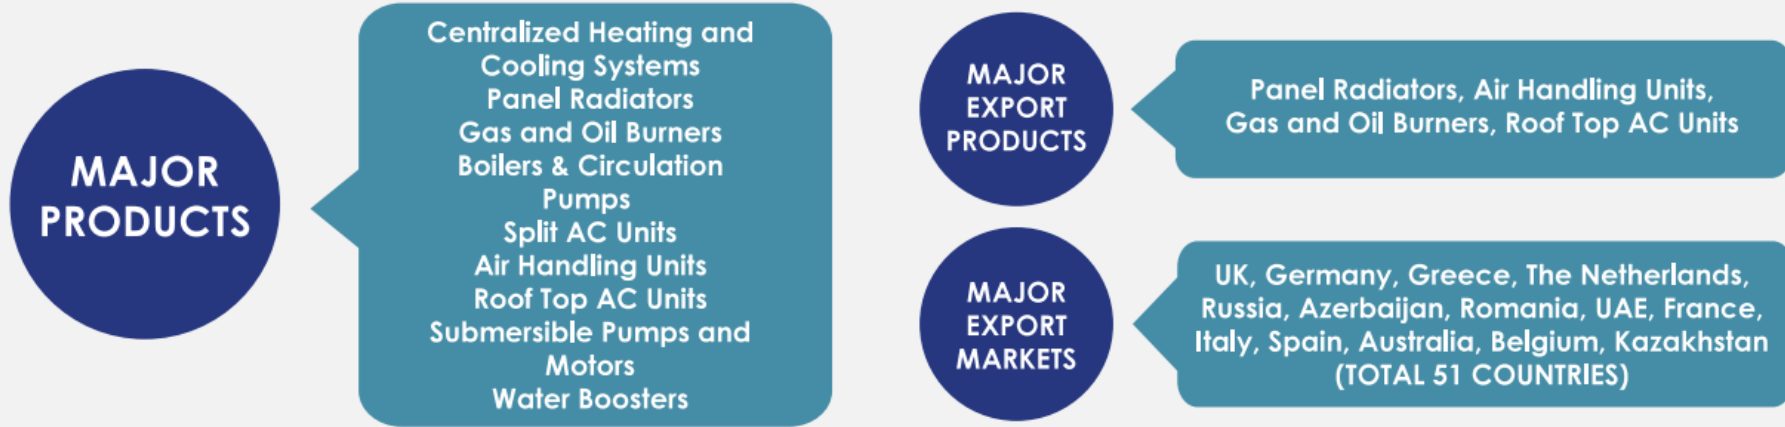 MAJOR
PRODUCTS
Centralized Heating and
Cooling Systems
Panel Radiators
Gas and Oil Burners
Boilers & Circulation
Pumps
Split AC Units
Air Handling Units
Roof Top AC Units
Submersible Pumps and
Motors
Water Boosters
MAJOR
EXPORT
PRODUCTS
Panel Radiators, Air Handling Units,
Gas and Oil Burners, Roof Top AC Units
MAJOR
EXPORT
MARKETS
UK, Germany, Greece, The Netherlands,
Russia, Azerbaijan, Romania, UAE, France,
Italy, Spain, Australia, Belgium, Kazakhstan
(TOTAL 51 COUNTRIES)